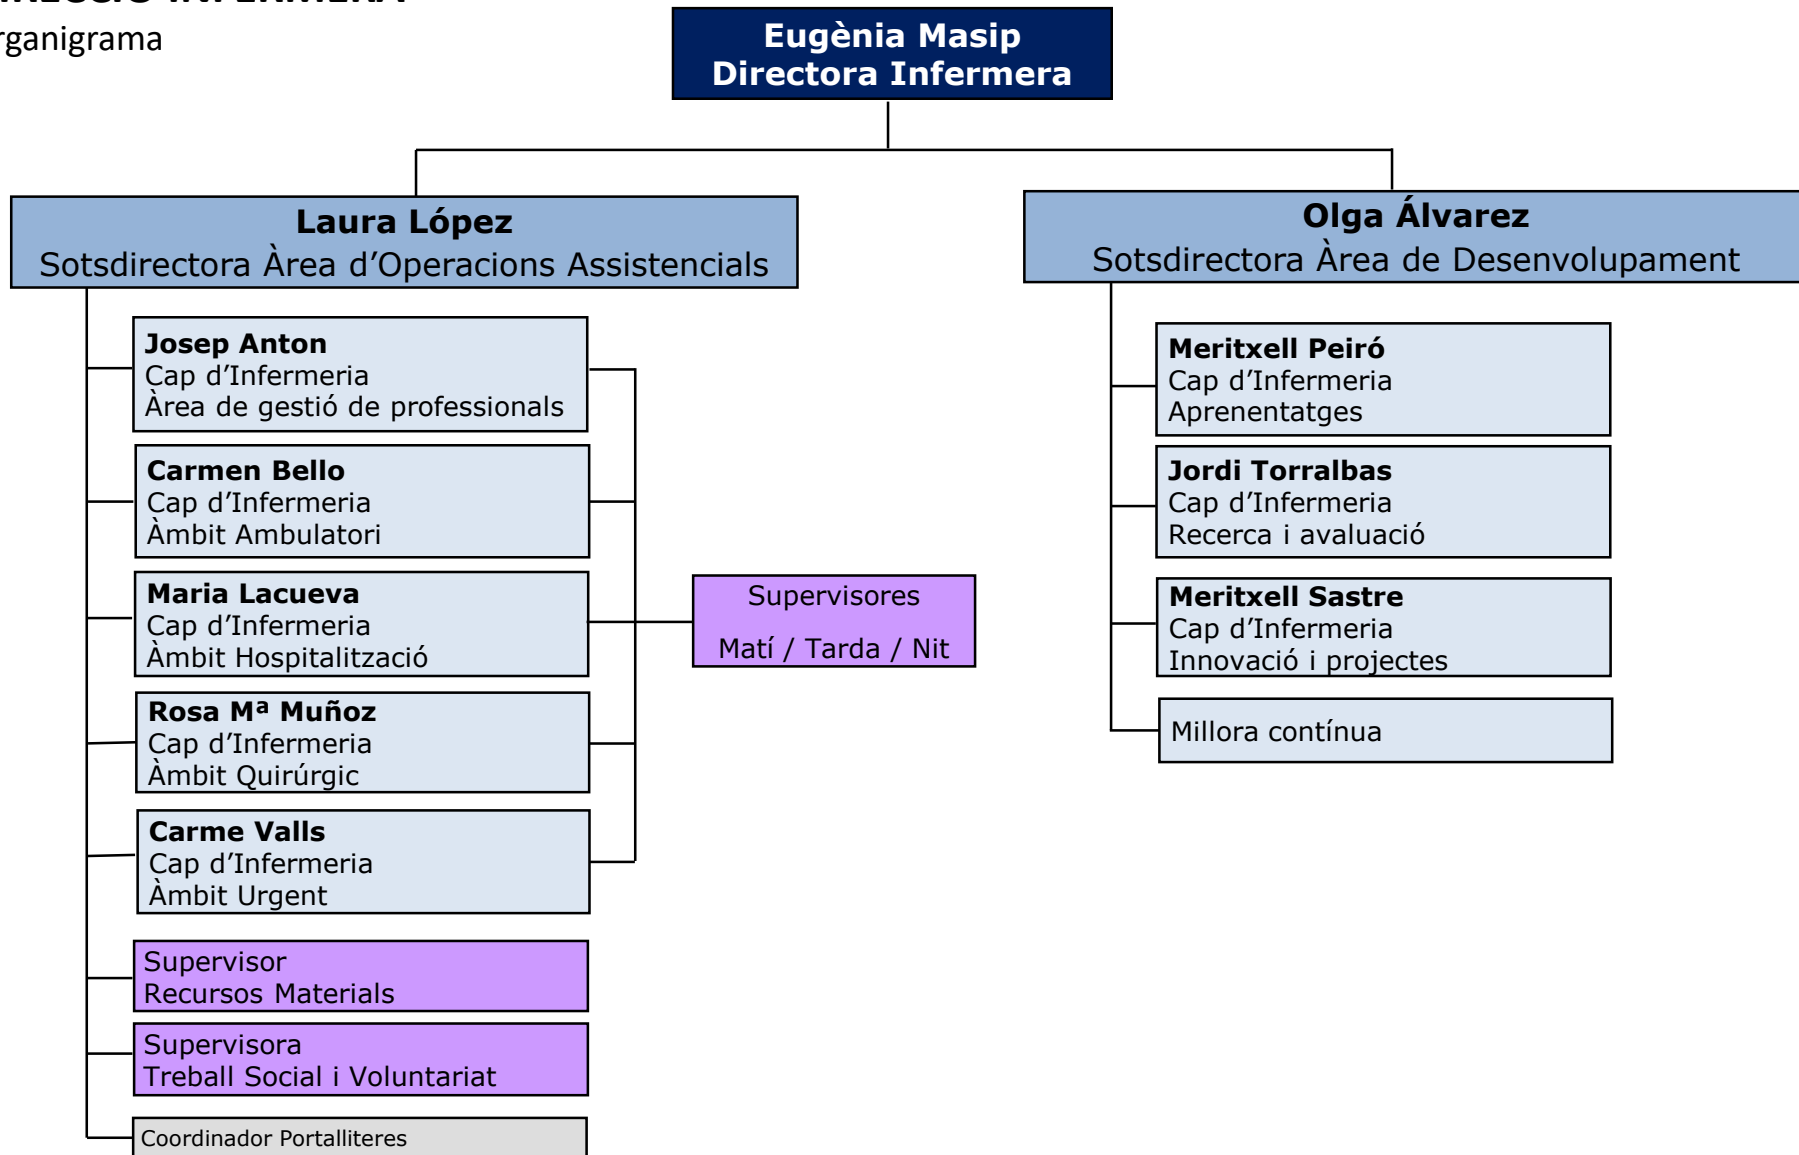 INFERMERA
rganigrama
Eugènia Masip
Directora Infermera
Laura López
Sotsdirectora Àrea d’Operacions Assistencials
Olga Álvarez
Sotsdirectora Àrea de Desenvolupament
Josep Anton
Cap d’Infermeria
Àrea de gestió de professionals
Carmen Bello
Cap d’Infermeria
Àmbit Ambulatori
Maria Lacueva
Cap d’Infermeria
Àmbit Hospitalització
Rosa Mª Muñoz
Cap d’Infermeria
Àmbit Quirúrgic
Carme Valls
Cap d’Infermeria
Àmbit Urgent
Supervisor
Recursos Materials
Supervisora
Treball Social i Voluntariat
Coordinador Portalliteres
Supervisores
Matí / Tarda / Nit
Meritxell Peiró
Cap d’Infermeria
Aprenentatges
Jordi Torralbas
Cap d’Infermeria
Recerca i avaluació
Meritxell Sastre
Cap d’Infermeria
Innovació i projectes
Millora contínua